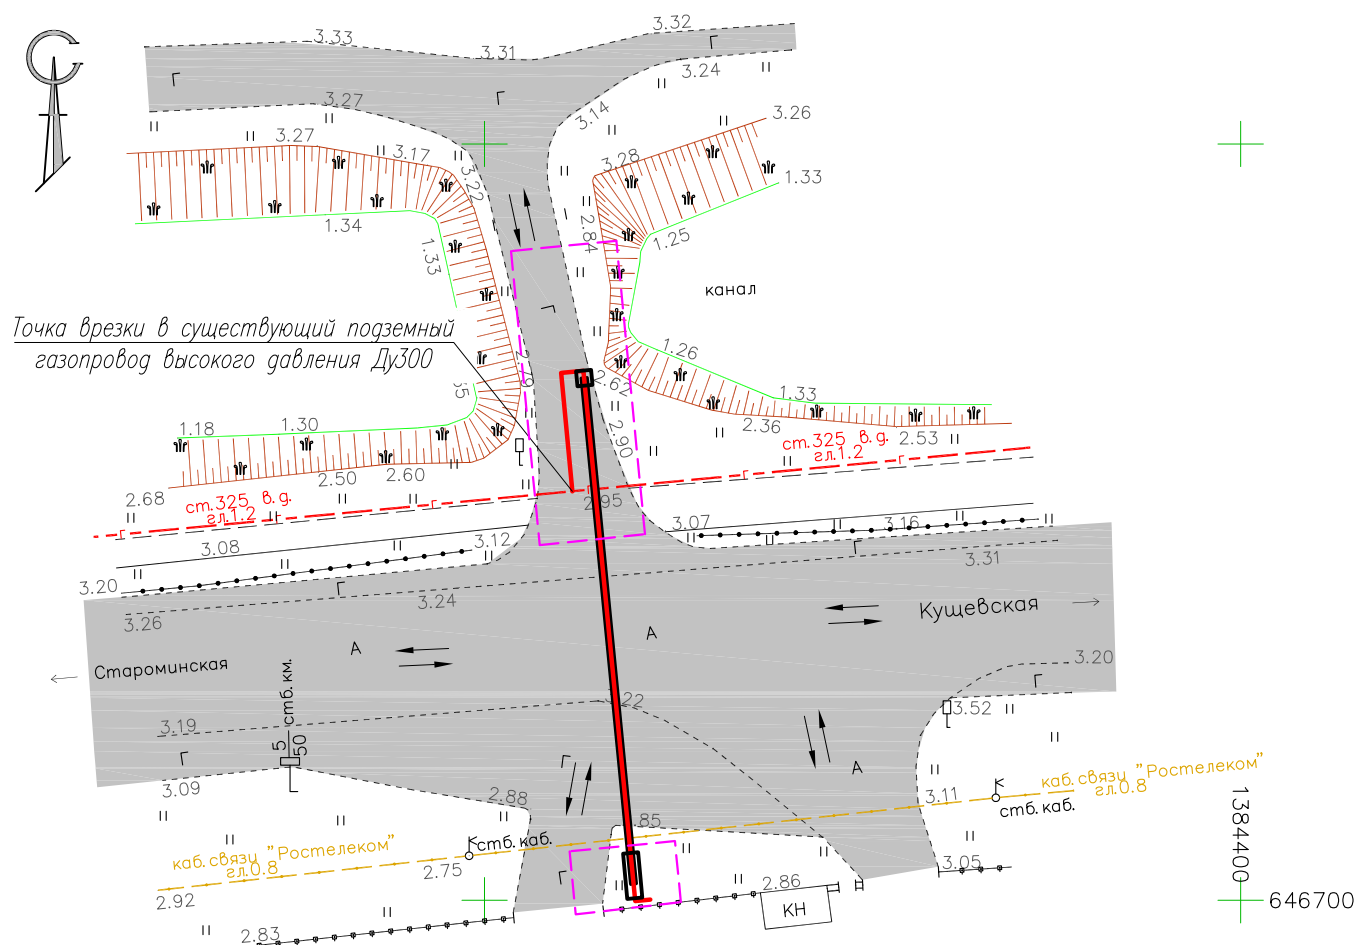 3.33
3.31
3.32
Г
Г
3.24
Г
3.27
3.14
3.26
3.27
3.17
3.28
3.22
1.33
1.34
2.84
1.25
1.33
канал
Г
Точка врезки в существующий подземный
газопровод высокого давления Ду300
1.26
2.62
1.33
1.18
1.30
2.90
2.36
ст.325 в.д.
гл.1.2
2.53
2.50
2.60
2.68
ст.325 в.д.
гл.1.2
2.95
3.07
3.16
3.08
3.12
Г
3.31
3.20
Г
3.24
3.26
Кущевская
А
А
Староминская
3.20
Г
стб. км.
3.22
3.52
3.19
5
50
Г
Г
А
3.09
2.88
3.11
каб. связи "Ростелеком"
гл.0.8
стб. каб.
1384400
2.85
стб. каб.
каб. связи "Ростелеком"
гл.0.8
2.75
Г
3.05
2.86
2.92
646700
КН
2.83